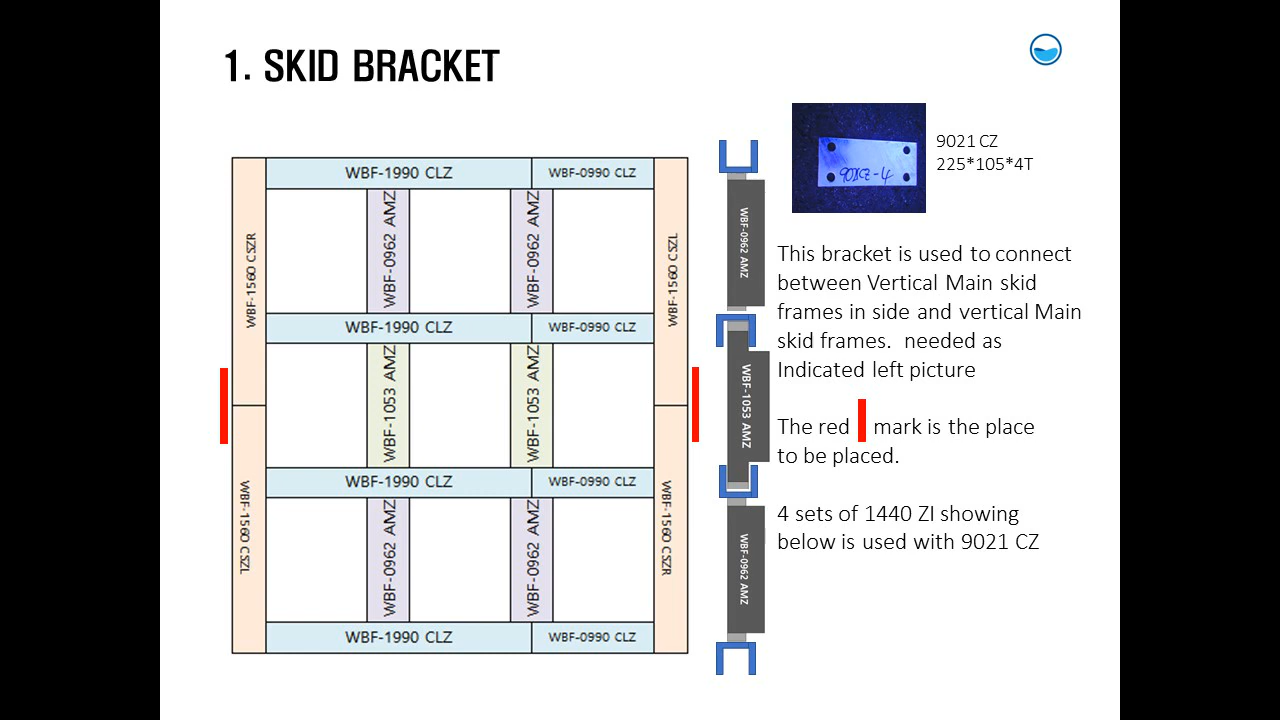 1. SKID BRACKET
9021 CZ
225*105*4T
90 CZ-4
WBF-1990 CLZ
WBF-0990 CLZ
WBF-1560 CSZR
WBF-0962 AMZ
WBF-0962 AMZ
WBF-1560 CSZL
WBF-0962 AMZ
WBF-1990 CLZ
WBF-0990 CLZ
WBF-1053 AMZ
WBF-1053 AMZ
WBF-1053 AMZ
WBF-1990 CLZ
WBF-0990 CLZ
WBF-1560 CSZL
WBF-0962 AMZ
WBF-0962 AMZ
WBF-1560 CSZR
WBF-0962 AMZ
WBF-1990 CLZ
WBF-0990 CLZ
This bracket is used to connect
between Vertical Main skid
frames in side and vertical Main
skid frames. needed as
Indicated left picture
The red mark is the place
to be placed.
4 sets of 1440 ZI showing
below is used with 9021 CZ